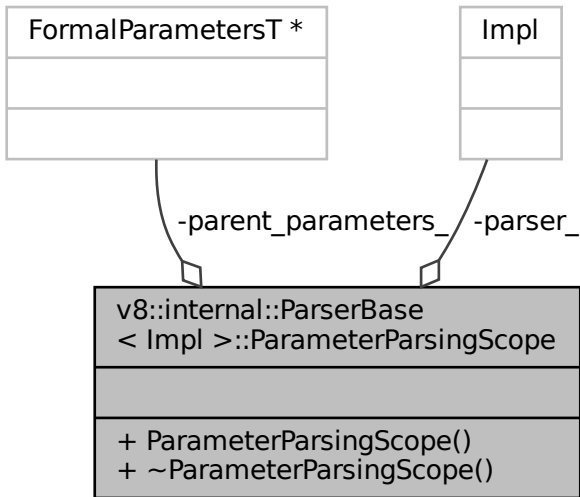 FormalParametersT *
Impl
-parent_parameters_
-parser_
v8::internal::ParserBase
< Impl >::ParameterParsingScope
+ ParameterParsingScope()
+ ~ParameterParsingScope()